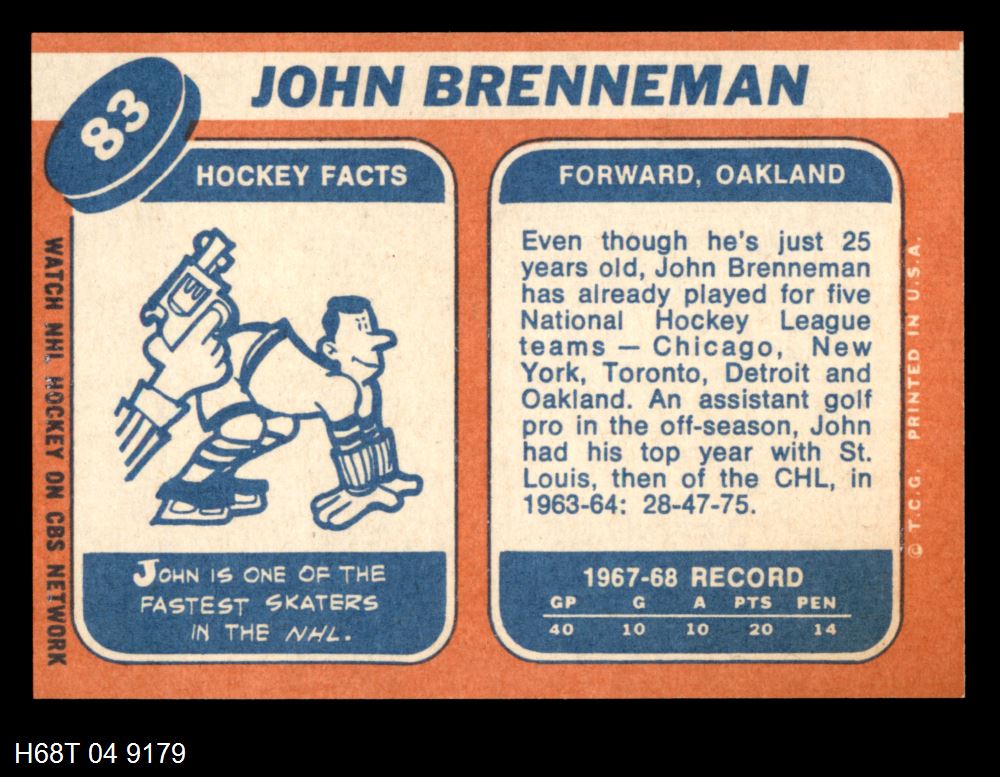 83
JOHN BRENNEMAN
HOCKEY FACTS
JOHN IS ONE OF THE
FASTEST SKATERS
IN THE NHL.
WATCH NHL HOCKEY ON CBS NETWORK
FORWARD, OAKLAND
Even though he's just 25
years old, John Brenneman
has already played for five
National Hockey League
teams — Chicago, New
York, Toronto, Detroit and
Oakland. An assistant golf
pro in the off-season, John
had his top year with St.
Louis, then of the CHL, in
1963-64: 28-47-75.
1967-68 RECORD
GP G A PTS PEN
40 10 10 20 14
© T.C.G. PRINTED IN U.S.A.
H68T 04 9179